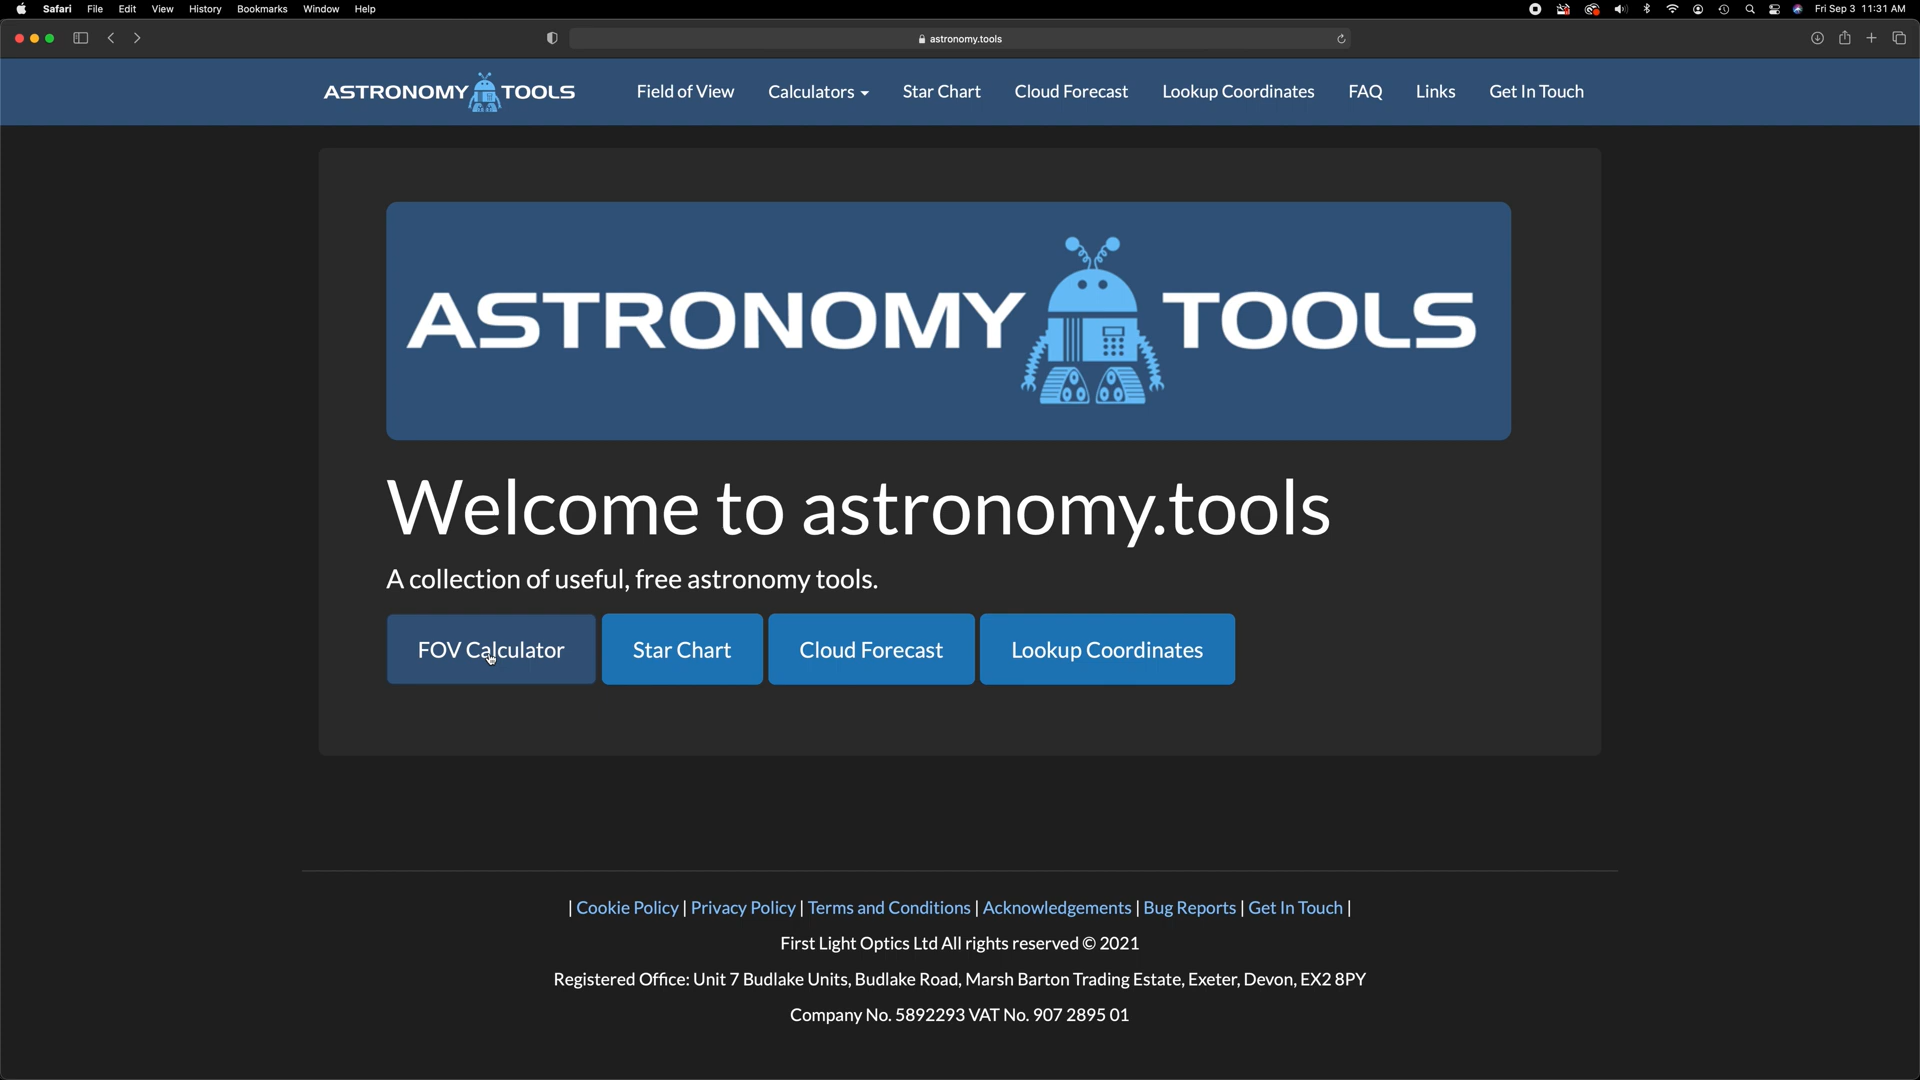 Safari File Edit View History Bookmarks Window Help Fri Sep 3 11:31 AM
astronomy.tools
ASTRONOMY TOOLS Field of View Calculators Star Chart Cloud Forecast Lookup Coordinates FAQ Links Get In Touch
ASTRONOMY TOOLS
Welcome to astronomy.tools
A collection of useful, free astronomy tools.
FOV Calculator Star Chart Cloud Forecast Lookup Coordinates
| Cookie Policy | Privacy Policy | Terms and Conditions | Acknowledgements | Bug Reports | Get In Touch |
First Light Optics Ltd All rights reserved © 2021
Registered Office: Unit 7 Budlake Units, Budlake Road, Marsh Barton Trading Estate, Exeter, Devon, EX2 8PY
Company No. 5892293 VAT No. 907 2895 01